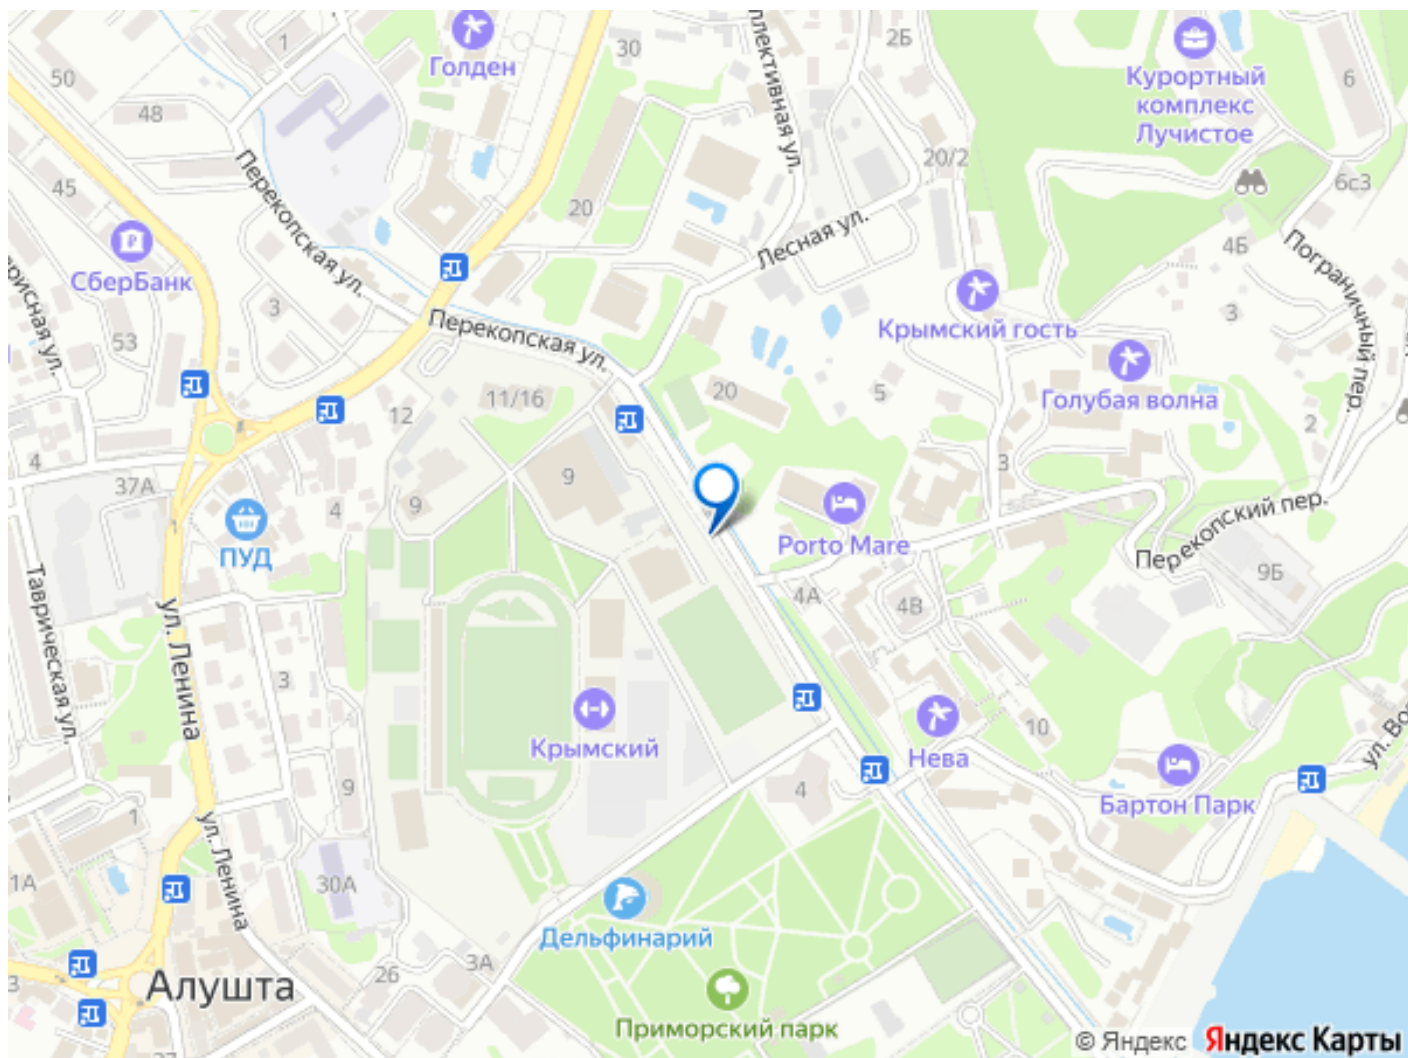 50
1
Голден
30
2Б
Курортный
комплекс
Лучистое
6
48
Перекопская ул.
45
20
20/2
6с3
СберБанк
Лесная ул.
4Б
Пограничный пер.
3
3
53
Перекопская ул.
Крымский гость
20
5
Голубая волна
11/16
12
2
4
37А
9
9
4
3
Перекопский пер.
ПУД
Porto Mare
9Б
4А
4В
Таврическая ул.
ул. Ленина
3
Крымский
Нева
10
Бартон Парк
9
4
1
ул. Ленина
1А
30А
Дельфинарий
3А
26
Алушта
Приморский парк
© Яндекс Яндекс Карты